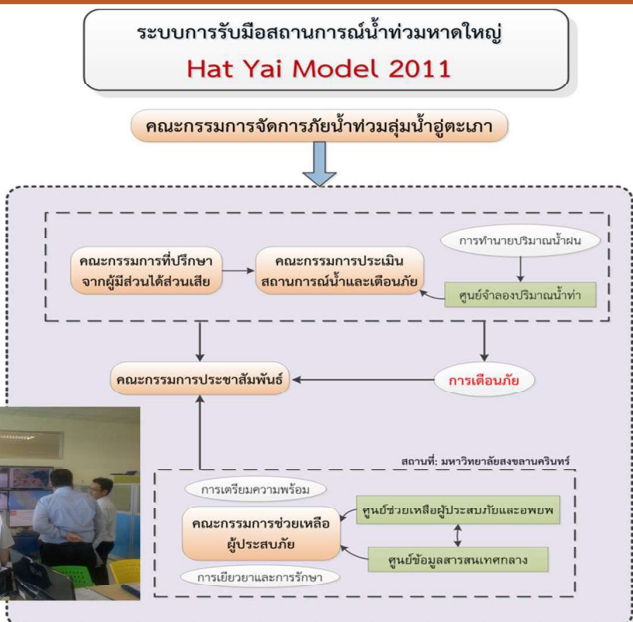 ระบบการรับมือสถานการณ์น้ำท่วมหาดใหญ่
Hat Yai Model 2011
คณะกรรมการจัดการภัยน้ำท่วมลุ่มน้ำอู่ตะเภา
คณะกรรมการที่ปรึกษา
จากผู้มีส่วนได้ส่วนเสีย
คณะกรรมการประเมิน
สถานการณ์น้ำและเตือนภัย
การทำนายปริมาณน้ำฝน
ศูนย์จำลองปริมาณน้ำท่า
คณะกรรมการประชาสัมพันธ์
การเตือนภัย
สถานที่: มหาวิทยาลัยสงขลานครินทร์
การเตรียมความพร้อม
คณะกรรมการช่วยเหลือ
ผู้ประสบภัย
การเยียวยาและการรักษา
ศูนย์ช่วยเหลือผู้ประสบภัยและอพยพ
ศูนย์ข้อมูลสารสนเทศกลาง